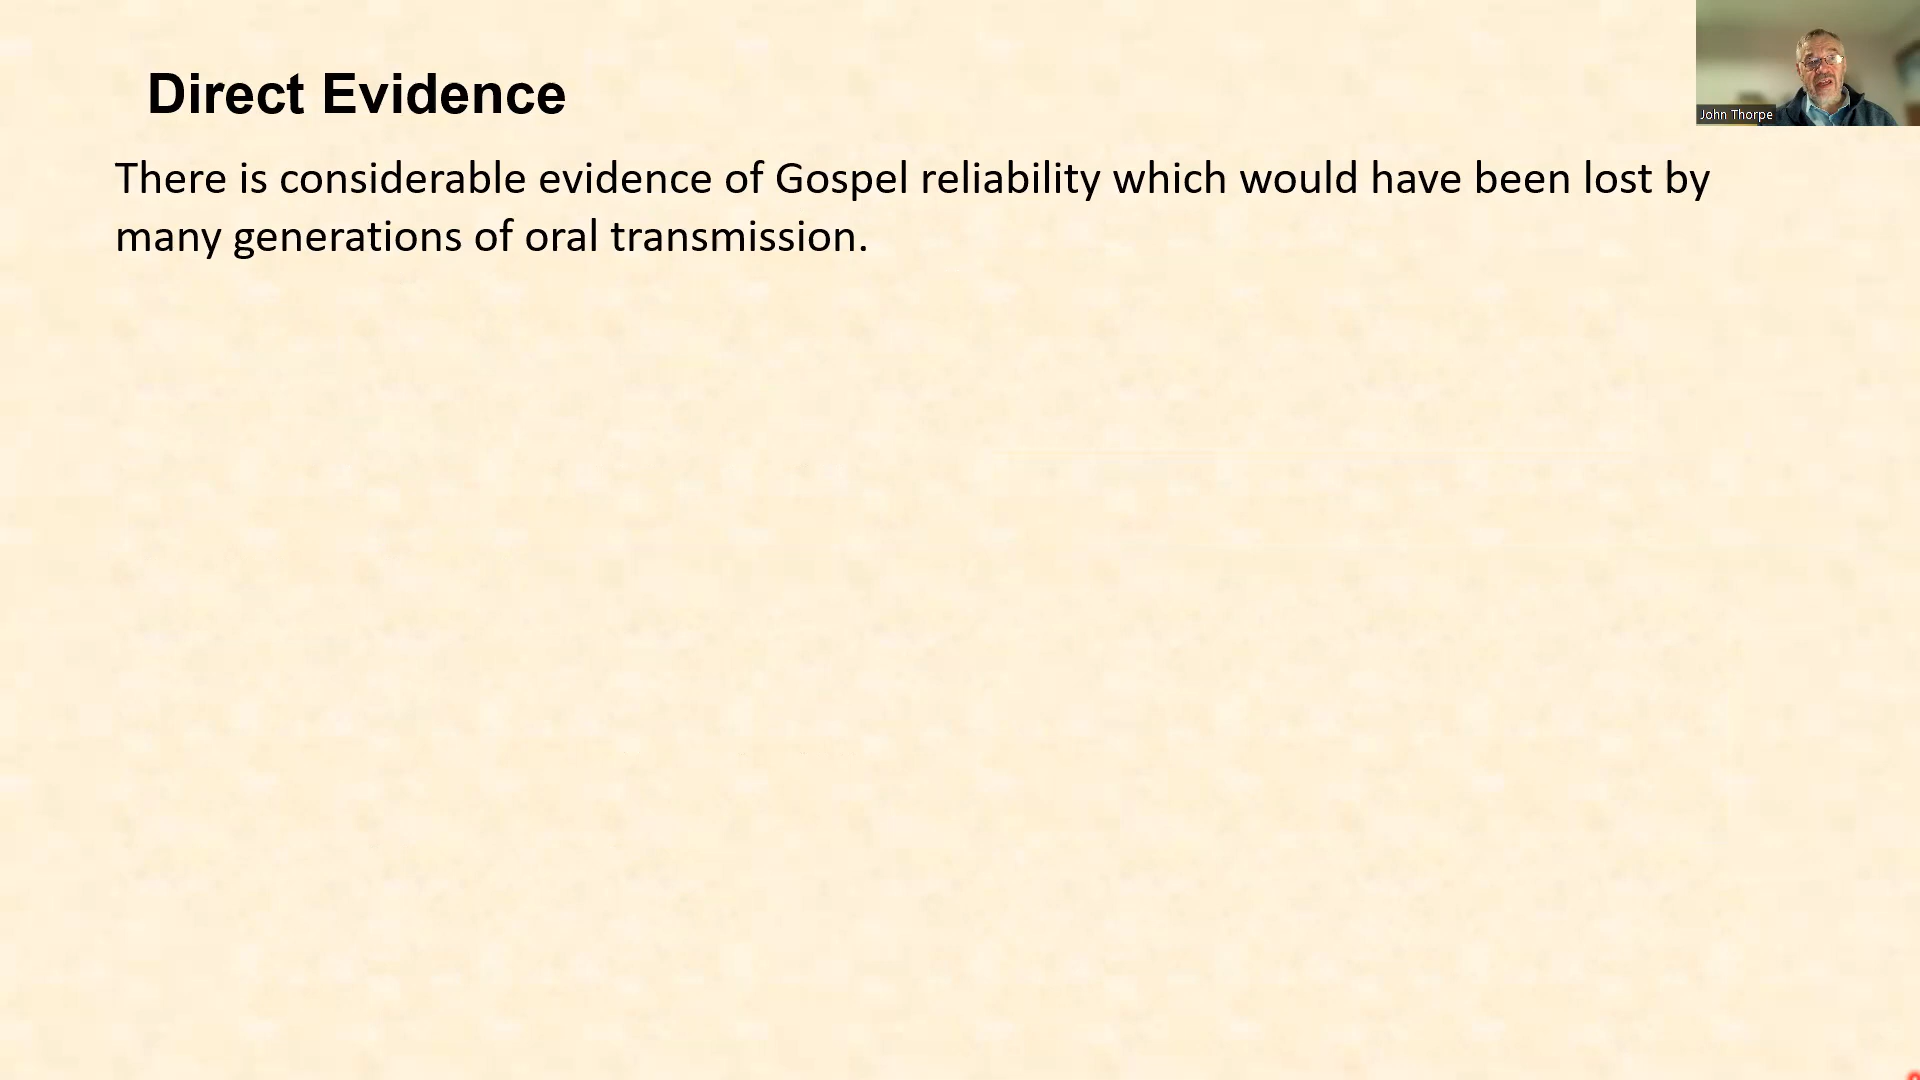 Direct Evidence
John Thorpe
There is considerable evidence of Gospel reliability which would have been lost by
many generations of oral transmission.